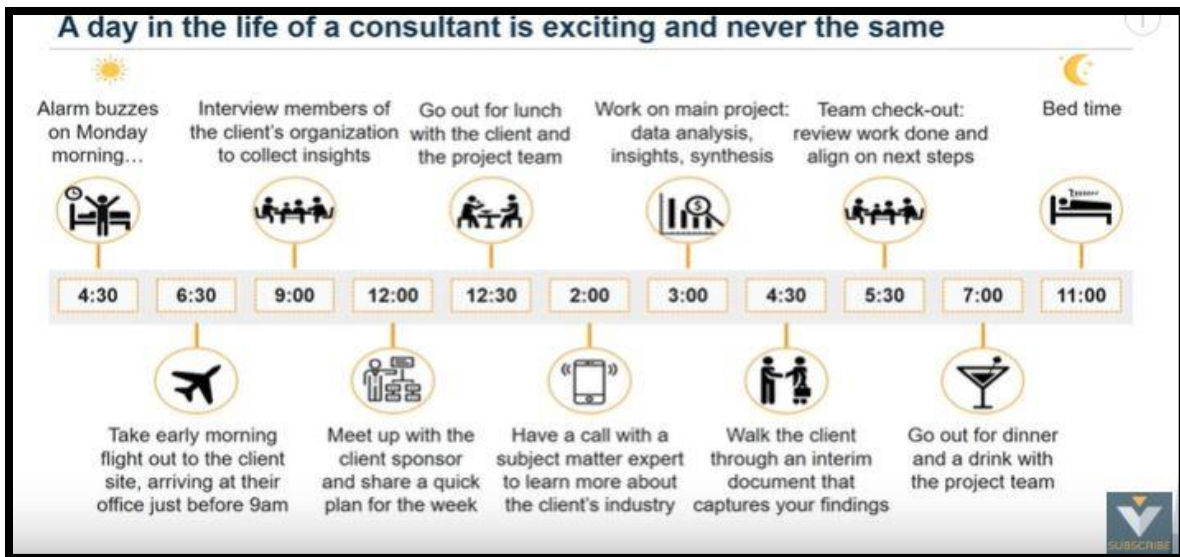 A day in the life of a consultant is exciting and never the same
Alarm buzzes
on Monday
morning…
Interview members of
the client's organization
to collect insights
Go out for lunch
with the client and
the project team
Work on main project:
data analysis,
insights, synthesis
Team check-out:
review work done and
align on next steps
Bed time
4:30
6:30
9:00
12:00
12:30
2:00
3:00
4:30
5:30
7:00
11:00
Take early morning
flight out to the client
site, arriving at their
office just before 9am
Meet up with the
client sponsor
and share a quick
plan for the week
Have a call with a
subject matter expert
to learn more about
the client's industry
Walk the client
through an interim
document that
captures your findings
Go out for dinner
and a drink with
the project team
SUBSCRIBE